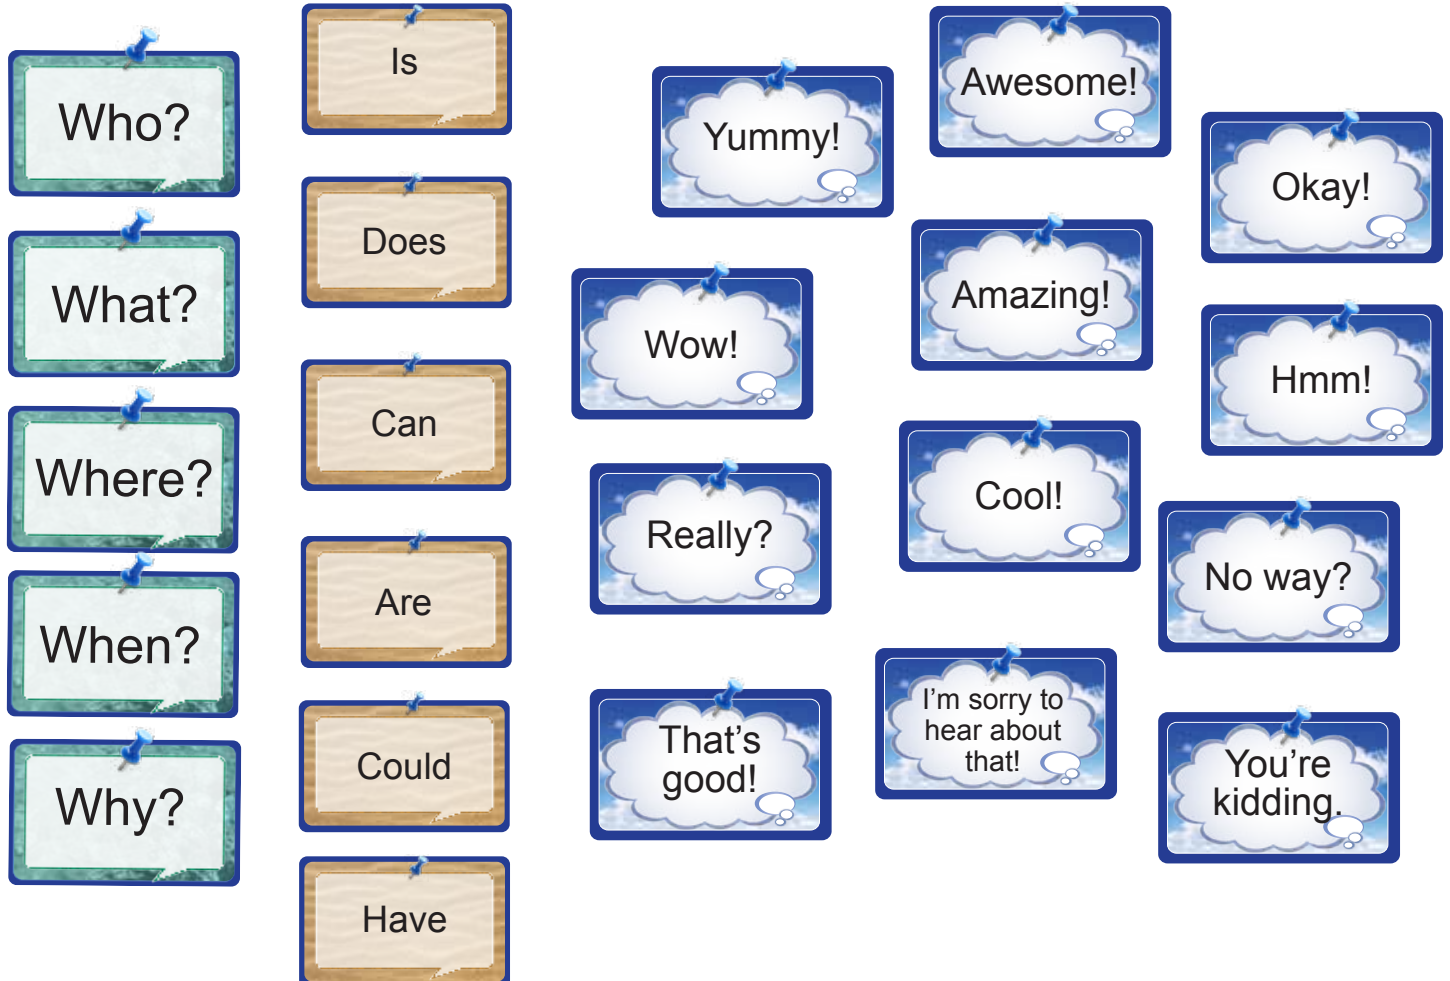 Who?
What?
Where?
When?
Why?
Is
Does
Can
Are
Could
Have
Yummy!
Wow!
Really?
That's
good!
Awesome!
Amazing!
Cool!
I'm sorry to
hear about
that!
Okay!
Hmm!
No way?
You're
kidding.